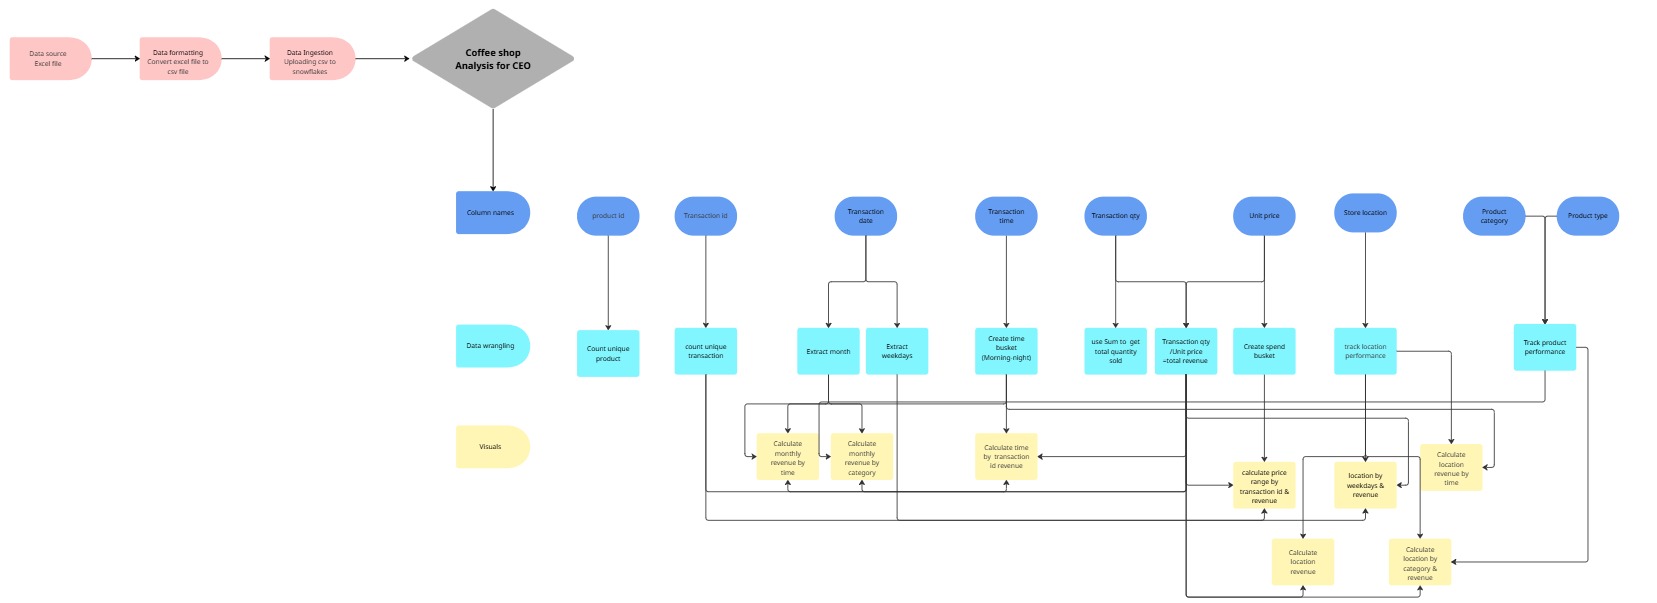 Data source
Excel file
Data formatting
Convert excel file to
csv file
Data Ingestion
Uploading csv to
snowflakes
Coffee shop
Analysis for CEO
Column names
product id
Transaction id
Transaction
date
Transaction
time
Transaction qty
Unit price
Store location
Product
category
Product type
Data wrangling
Count unique
product
count unique
transaction
Extract month
Extract
weekdays
Create time
busket
(Morning-night)
use Sum to get
total quantity
sold
Transaction qty
/Unit price
=total revenue
Create spend
busket
track location
performance
Track product
performance
Visuals
Calculate
monthly
revenue by
time
Calculate
monthly
revenue by
category
Calculate time
by transaction
id revenue
calculate price
range by
transaction id &
revenue
location by
weekdays &
revenue
Calculate
location
revenue by
time
Calculate
location
revenue
Calculate
location by
category &
revenue